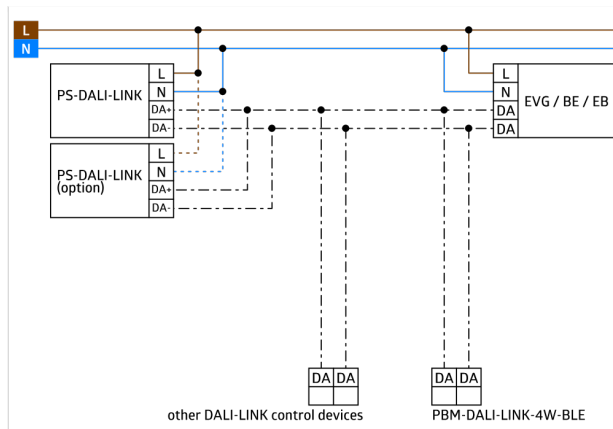 L
N
PS-DALI-LINK
L
N
DA+
DA-
EVG / BE / EB
L
N
DA
DA
PS-DALI-LINK
(option)
L
N
DA+
DA-
DA DA
other DALI-LINK control devices
DA DA
PBM-DALI-LINK-4W-BLE